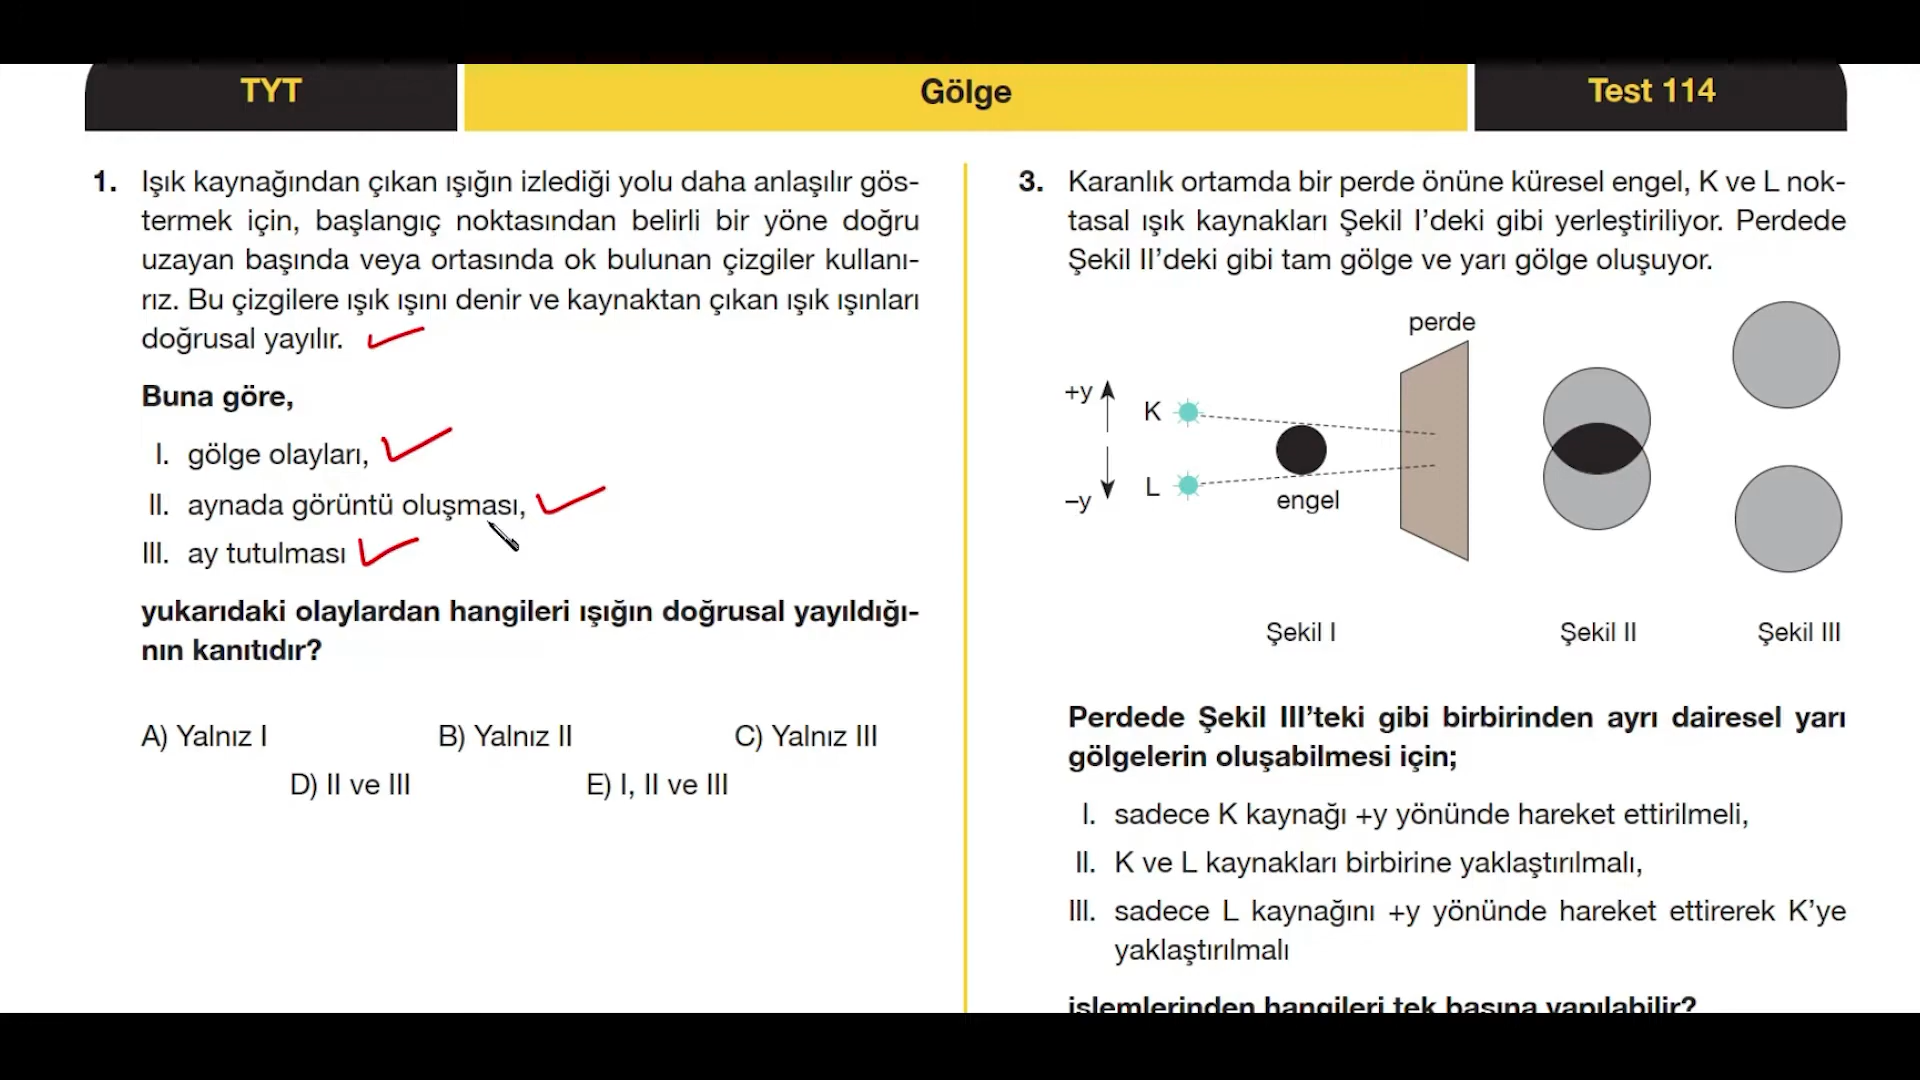 TYT
Gölge
Test 114
1. Işık kaynağından çıkan ışığın izlediği yolu daha anlaşılır gös-
termek için, başlangıç noktasından belirli bir yöne doğru
uzayan başında veya ortasında ok bulunan çizgiler kullanı-
rız. Bu çizgilere ışık ışını denir ve kaynaktan çıkan ışık ışınları
doğrusal yayılır.
Buna göre,
I. gölge olayları,
II. aynada görüntü oluşması,
III. ay tutulması
yukarıdaki olaylardan hangileri ışığın doğrusal yayıldığı-
nın kanıtıdır?
A) Yalnız I B) Yalnız II C) Yalnız III
D) II ve III E) I, II ve III
3. Karanlık ortamda bir perde önüne küresel engel, K ve L nok-
tasal ışık kaynakları Şekil I’deki gibi yerleştiriliyor. Perdede
Şekil II’deki gibi tam gölge ve yarı gölge oluşuyor.
perde
+y
K
L
–y
engel
Şekil I
Şekil II
Şekil III
Perdede Şekil III’teki gibi birbirinden ayrı dairesel yarı
gölgelerin oluşabilmesi için;
I. sadece K kaynağı +y yönünde hareket ettirilmeli,
II. K ve L kaynakları birbirine yaklaştırılmalı,
III. sadece L kaynağını +y yönünde hareket ettirerek K’ye
yaklaştırılmalı
işlemlerinden hangileri tek başına yapılabilir?